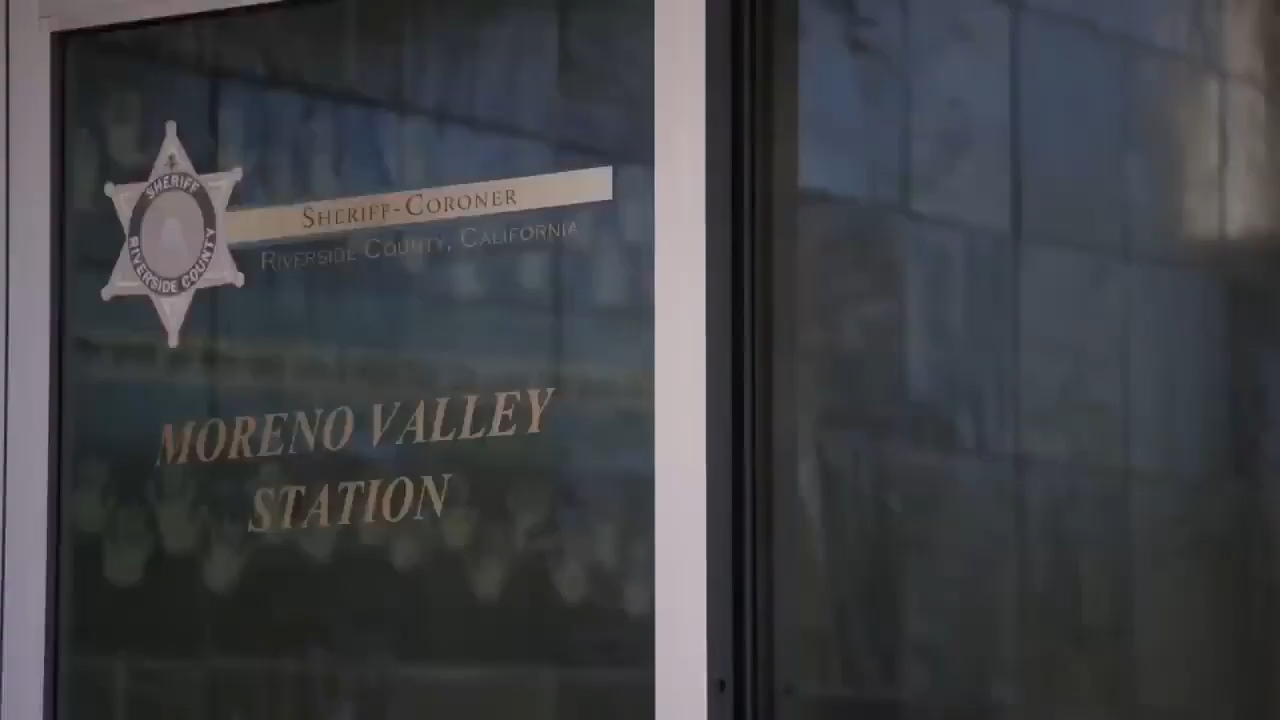 SHERIFF
RIVERSIDE COUNTY
SHERIFF-CORONER
RIVERSIDE COUNTY, CALIFORNIA
MORENO VALLEY
STATION